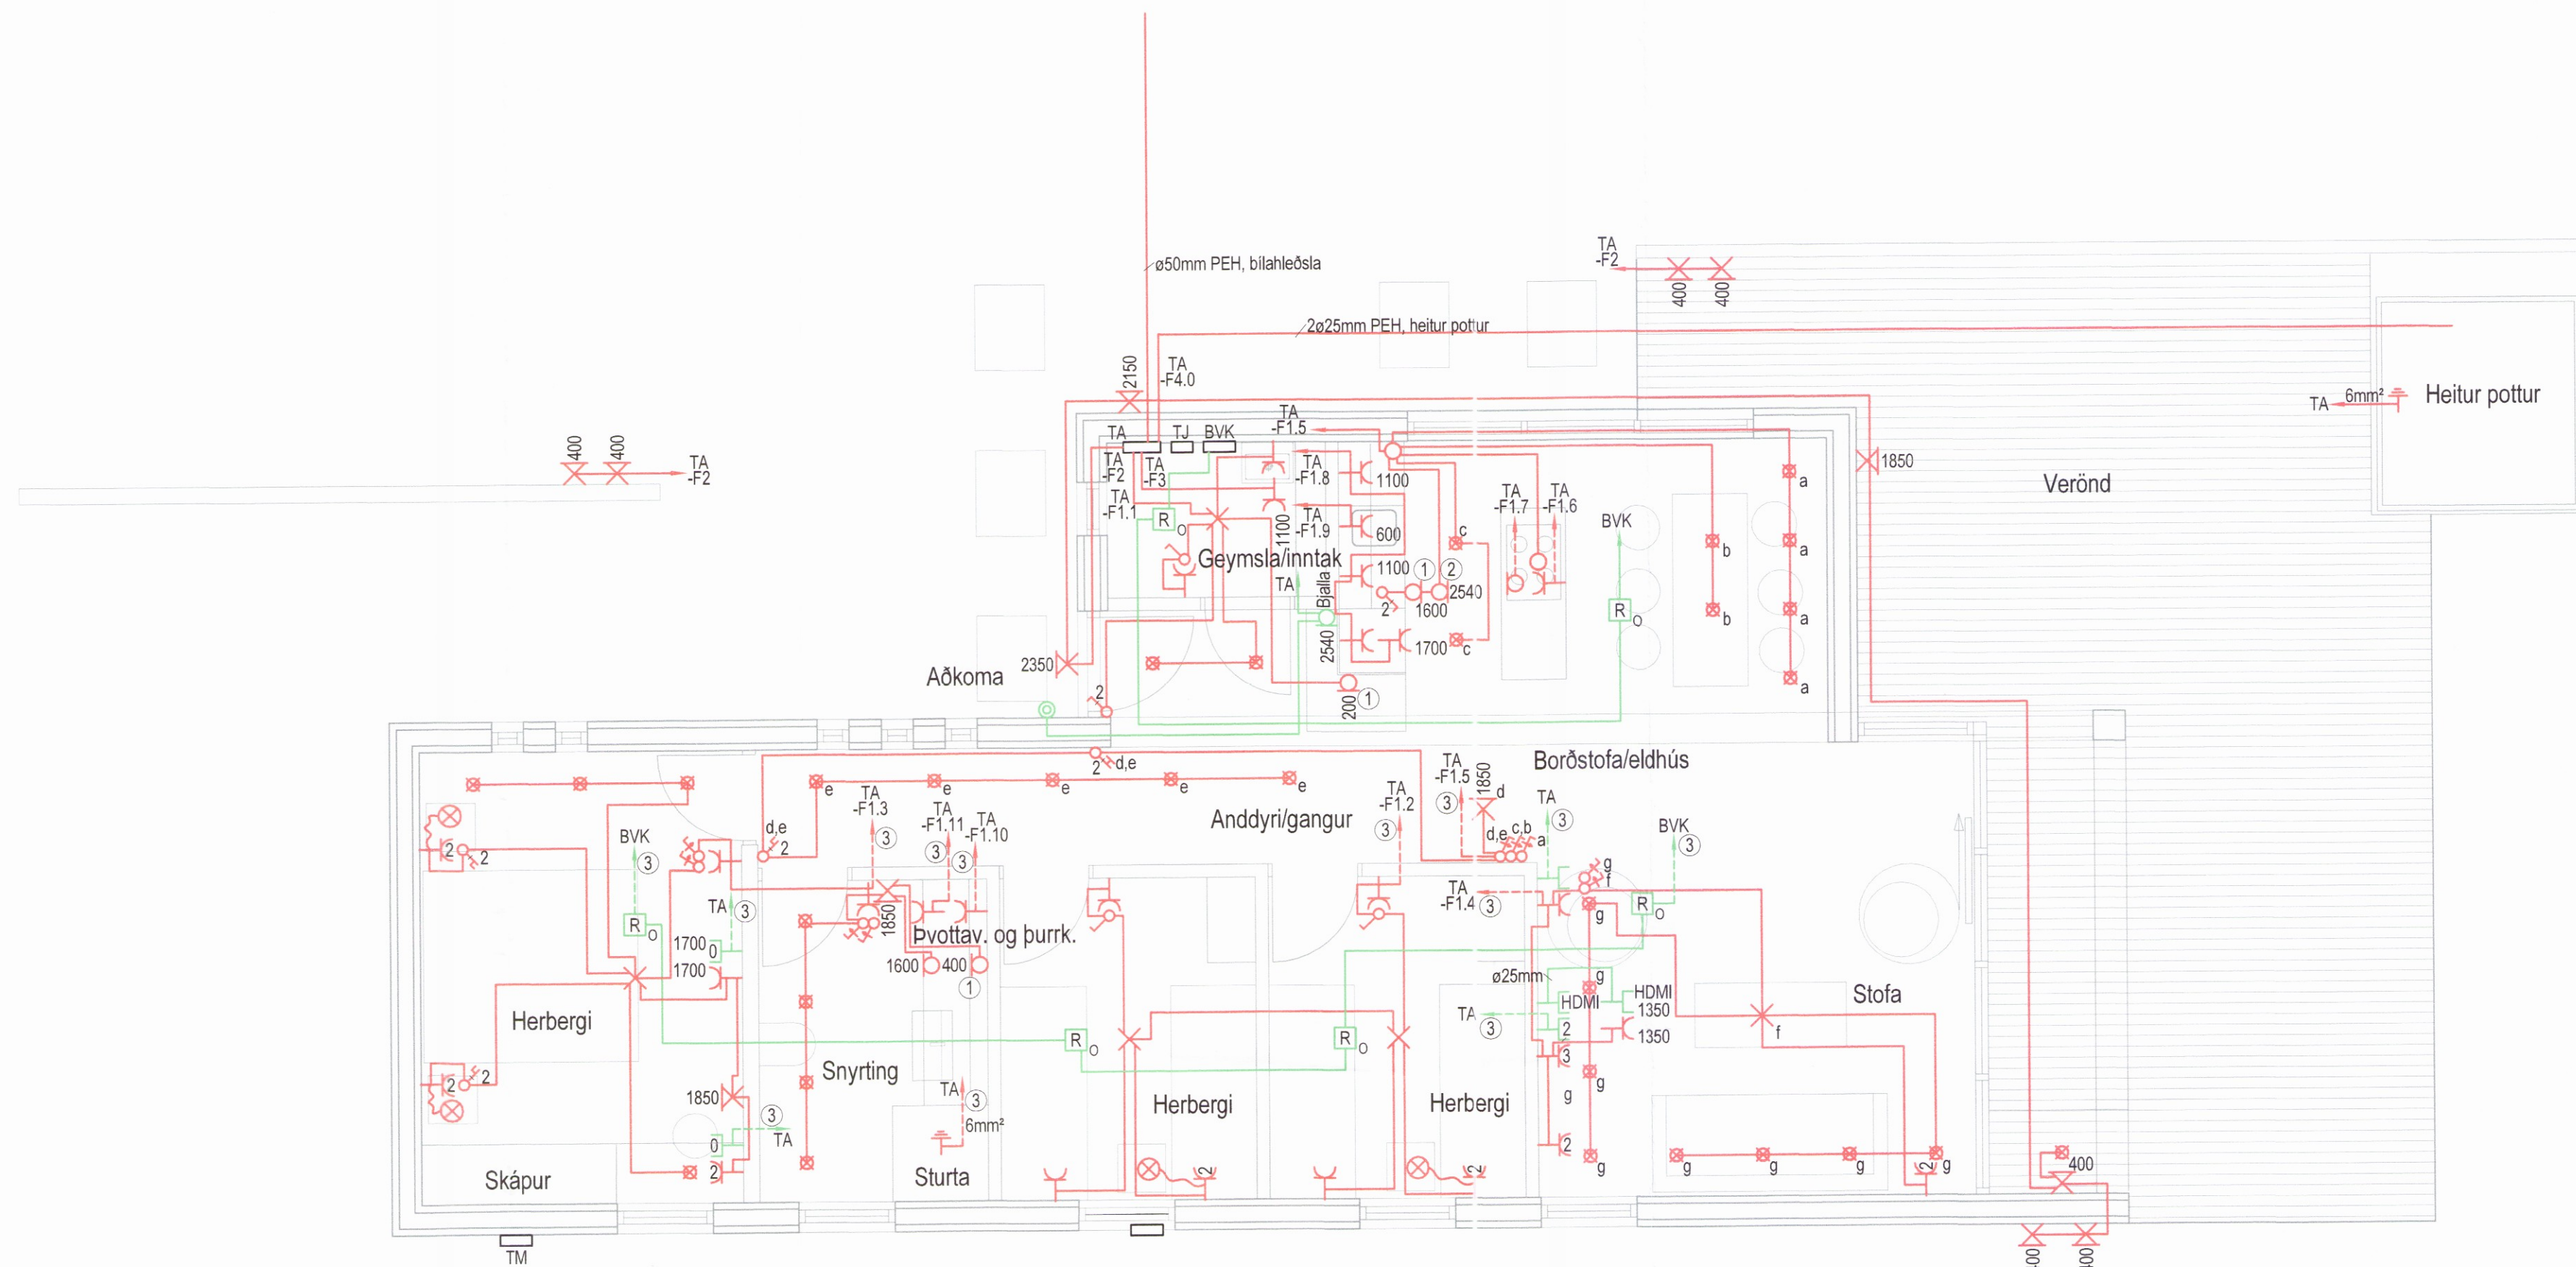 TA
-F2
400
400
ø50mm PEH, bílahleðsla
2ø25mm PEH, heitur pottur
2150
TA
-F4.0
6mm²
TA
Heitur pottur
TA
-F1.5
TA
TJ
BVK
400
400
TA
-F2
TA
-F2
TA
-F3
TA
-F1.8
1100
1850
Verönd
TA
-F1.1
R
O
1100
TA
-F1.9
600
TA
-F1.7
TA
-F1.6
BVK
c
a
b
a
Geymsla/inntak
TA
Bjalla
1100
1
2
2540
2
1600
R
O
b
a
2350
2540
1700
c
Aðkoma
2
200
1
a
2
d,e
Borðstofa/eldhús
TA
-F1.5
1850
d
3
e
e
e
e
e
TA
-F1.3
3
TA
-F1.11
3
TA
-F1.10
3
Anddyri/gangur
TA
-F1.2
3
d,e
c,b
a
TA
3
BVK
3
BVK
3
d,e
2
2
2
g
f
TA
-F1.4
3
g
R
O
TA
3
R
O
1850
Þvottav. og þurrk.
1700
0
1700
1600
400
1
ø25mm
g
HDMI
HDMI
1350
Stofa
Herbergi
TA
3
2
1350
f
R
O
R
O
3
Snyrting
2
2
1850
TA
3
g
g
Herbergi
Herbergi
6mm²
3
TA
0
2
2
g
g
g
g
2
g
400
Skápur
Sturta
2
2
TM